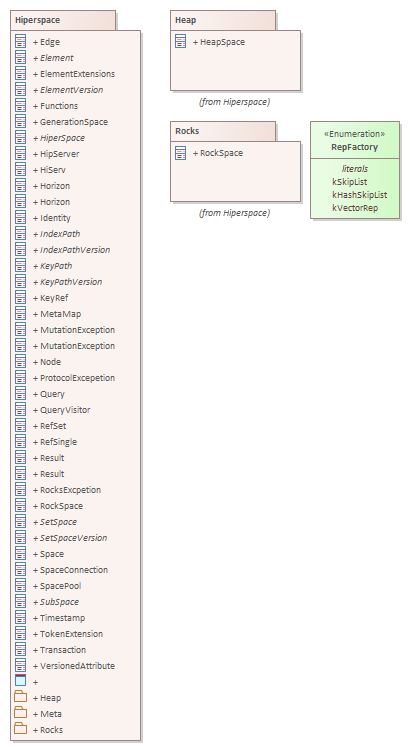 Hiperspace
+ Edge
+ Element
+ ElementExtensions
+ ElementVersion
+ Functions
+ GenerationSpace
+ HiperSpace
+ HipServer
+ HiServ
+ Horizon
+ Horizon
+ Identity
+ IndexPath
+ IndexPathVersion
+ KeyPath
+ KeyPathVersion
+ KeyRef
+ MetaMap
+ MutationException
+ MutationException
+ Node
+ ProtocolExcepetion
+ Query
+ QueryVisitor
+ RefSet
+ RefSingle
+ Result
+ Result
+ RocksExcpetion
+ RockSpace
+ SetSpace
+ SetSpaceVersion
+ Space
+ SpaceConnection
+ SpacePool
+ SubSpace
+ Timestamp
+ TokenExtension
+ Transaction
+ VersionedAttribute
+
+ Heap
+ Meta
+ Rocks
Heap
+ HeapSpace
(from Hiperspace)
Rocks
+ RockSpace
(from Hiperspace)
«Enumeration»
RepFactory
literals
kSkipList
kHashSkipList
kVectorRep